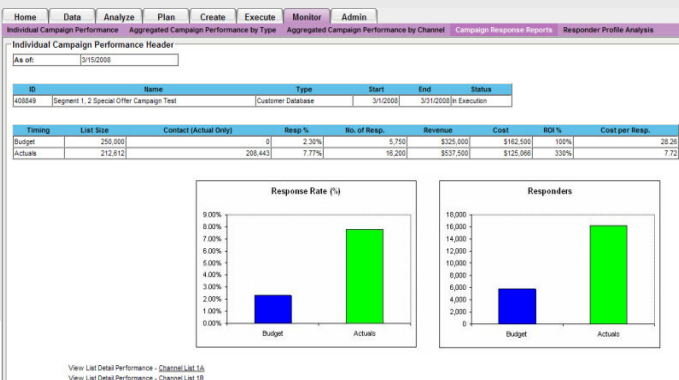 Home Data Analyze Plan Create Execute Monitor Admin
Individual Campaign Performance Aggregated Campaign Performance by Type Aggregated Campaign Performance by Channel Campaign Response Reports Responder Profile Analysis
Individual Campaign Performance Header
As of: 3/15/2008
ID Name Type Start End Status
408849 Segment 1, 2 Special Offer Campaign Test Customer Database 3/1/2008 3/31/2008 In Execution
Timing List Size Contact (Actual Only) Resp % No. of Resp. Revenue Cost ROI % Cost per Resp.
Budget 250,000 0 2.30% 5,750 $325,000 $162,500 100% 28.26
Actuals 212,612 208,443 7.77% 16,200 $537,500 $125,066 330% 7.72
Response Rate (%)
9.00%
8.00%
7.00%
6.00%
5.00%
4.00%
3.00%
2.00%
1.00%
0.00%
Budget Actuals
Responders
18,000
16,000
14,000
12,000
10,000
8,000
6,000
4,000
2,000
0
Budget Actuals
View List Detail Performance - Channel List 1A
View List Detail Performance - Channel List 1B